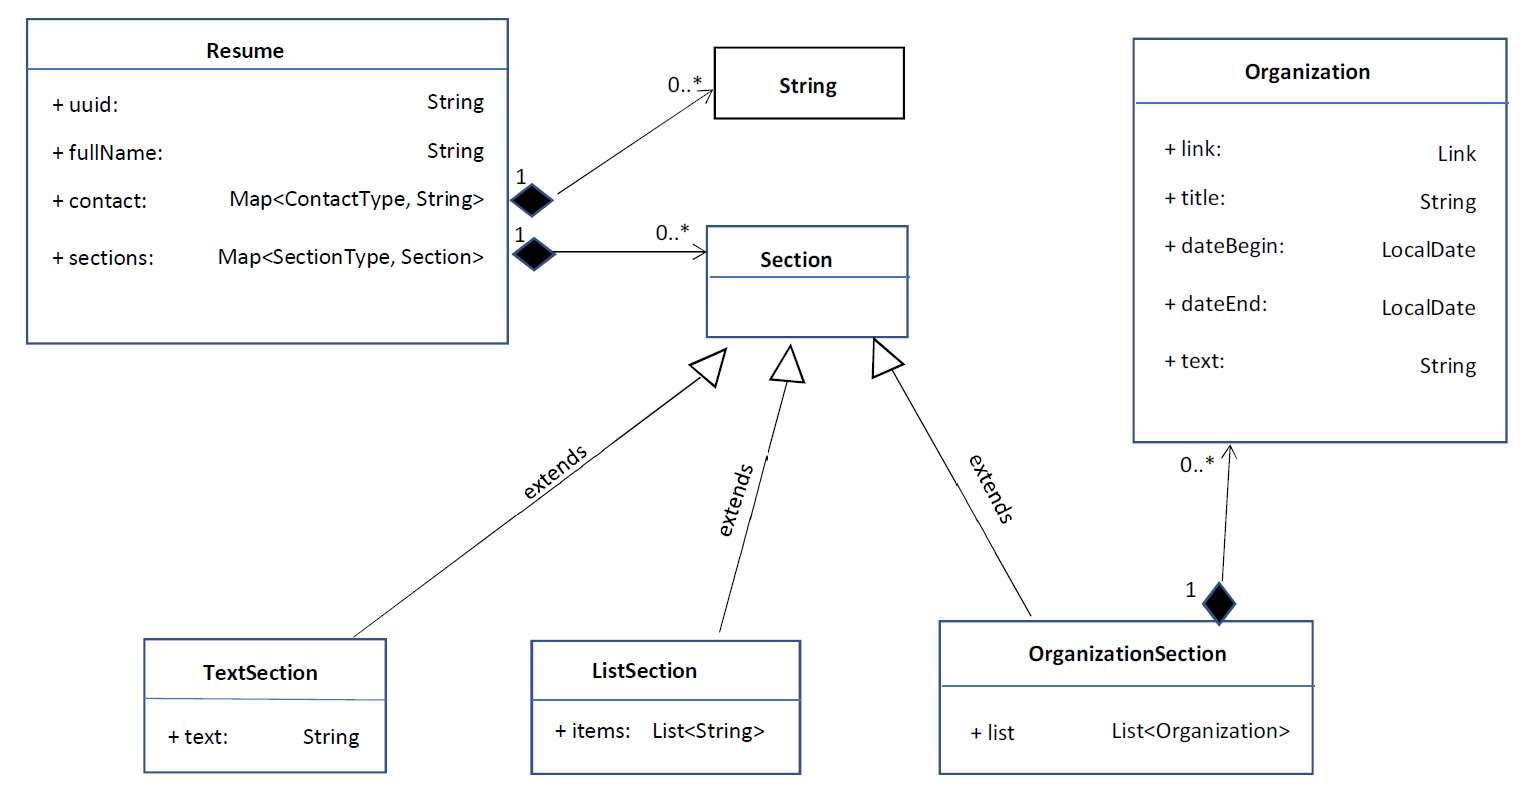 Resume
+ uuid: String
+ fullName: String
+ contact: Map<ContactType, String>
+ sections: Map<SectionType, Section>
1
0..*
String
1
0..*
Section
Organization
+ link: Link
+ title: String
+ dateBegin: LocalDate
+ dateEnd: LocalDate
+ text: String
extends
extends
extends
0..*
1
TextSection
+ text: String
ListSection
+ items: List<String>
OrganizationSection
+ list List<Organization>